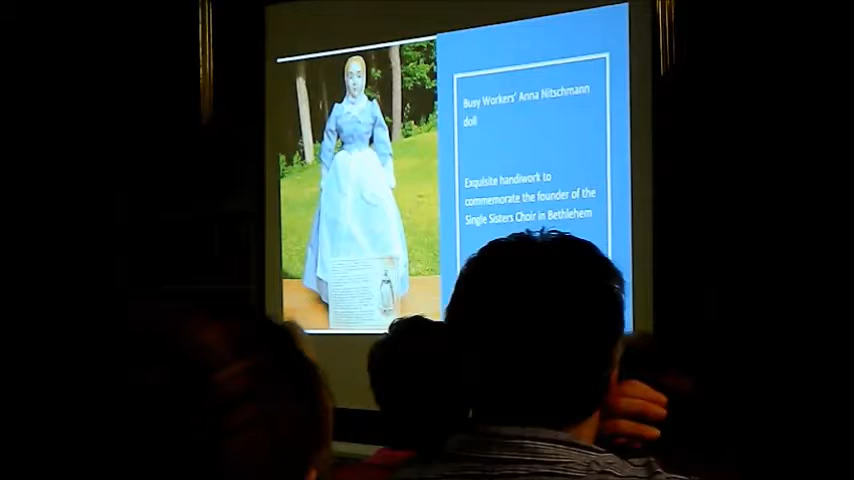 Busy Workers' Anna Nitschmann
doll
Exquisite handiwork to
commemorate the founder of the
Single Sisters Choir in Bethlehem